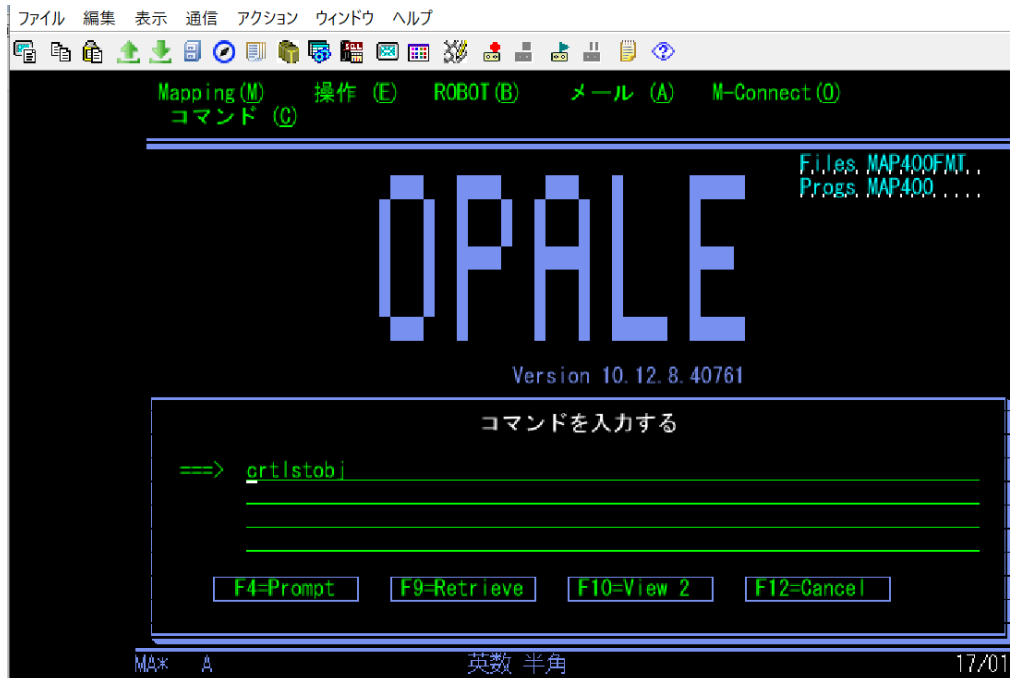 ファイル 編集 表示 通信 アクション ウィンドウ ヘルプ
Mapping(M) 操作 (E) ROBOT(B) メール (A) M-Connect(O)
コマンド (C)
Files MAP400FMT..
Progs MAP400.....
OPALE
Version 10.12.8.40761
コマンドを入力する
===> crtlstobj
F4=Prompt F9=Retrieve F10=View 2 F12=Cancel
MA* A 英数 半角 17/01